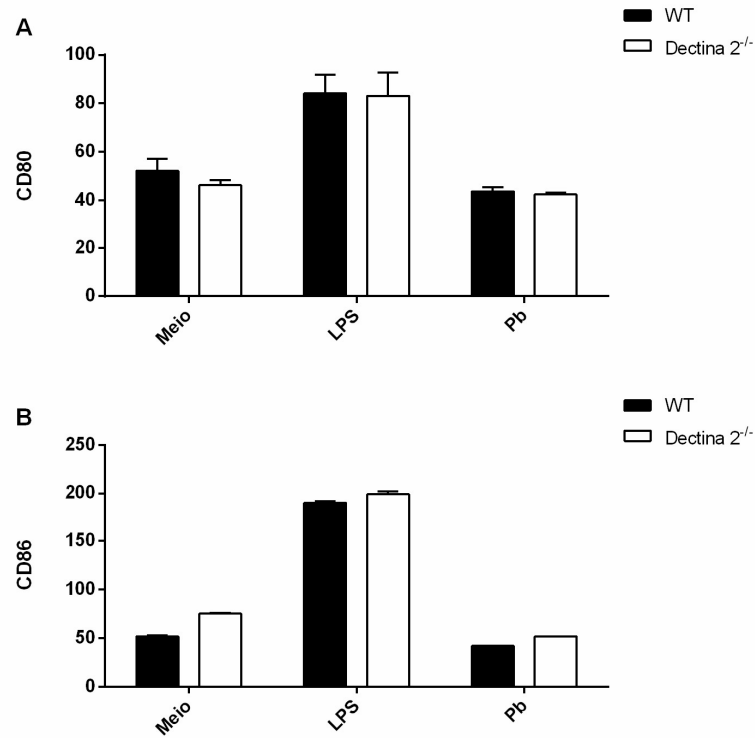 A
WT
Dectina 2-/-
100
80
60
40
20
0
CD80
Meio
LPS
Pb
B
WT
Dectina 2-/-
250
200
150
100
50
0
CD86
Meio
LPS
Pb